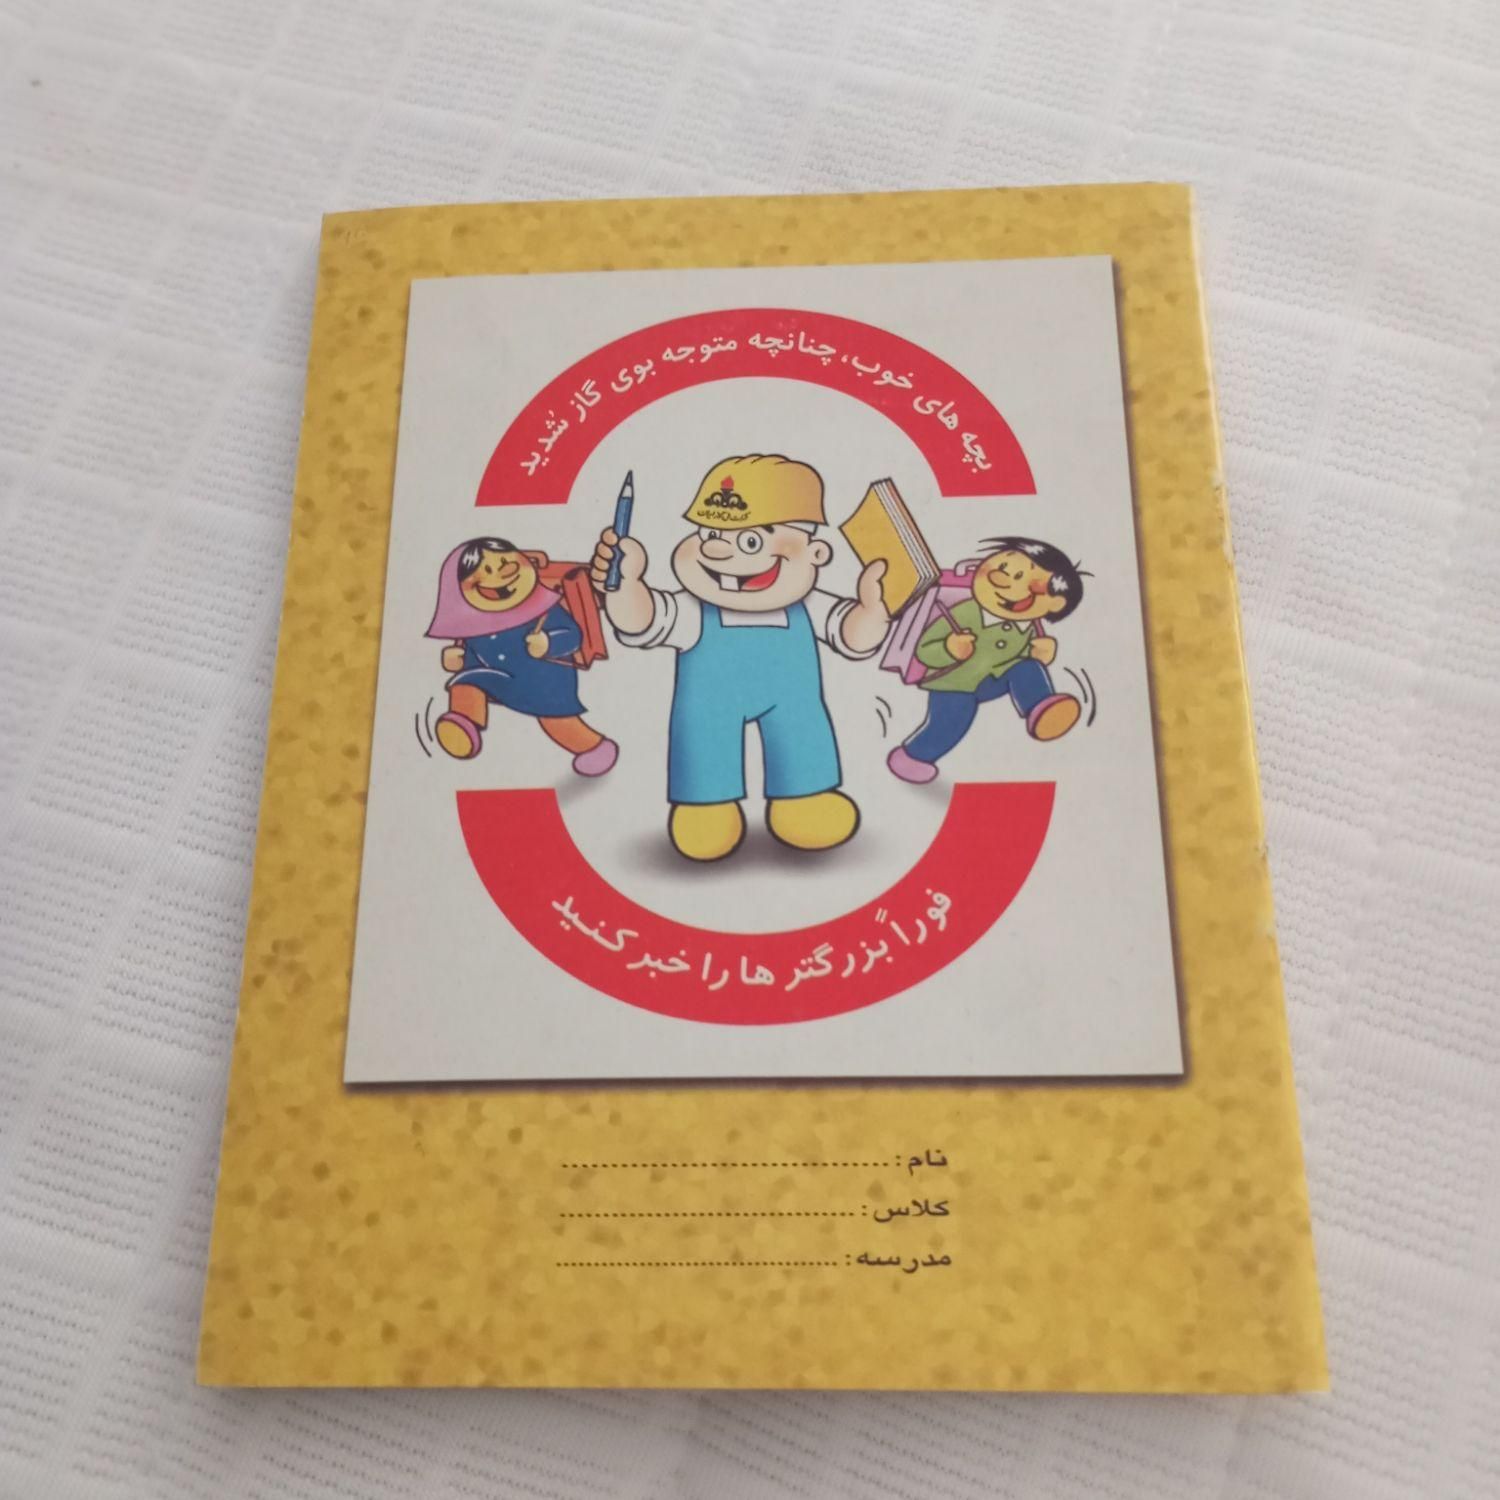 بچه های خوب، چنانچه متوجه بوی گاز شدید
فوراً بزرگتر ها را خبر کنید
نام:
کلاس:
مدرسه: